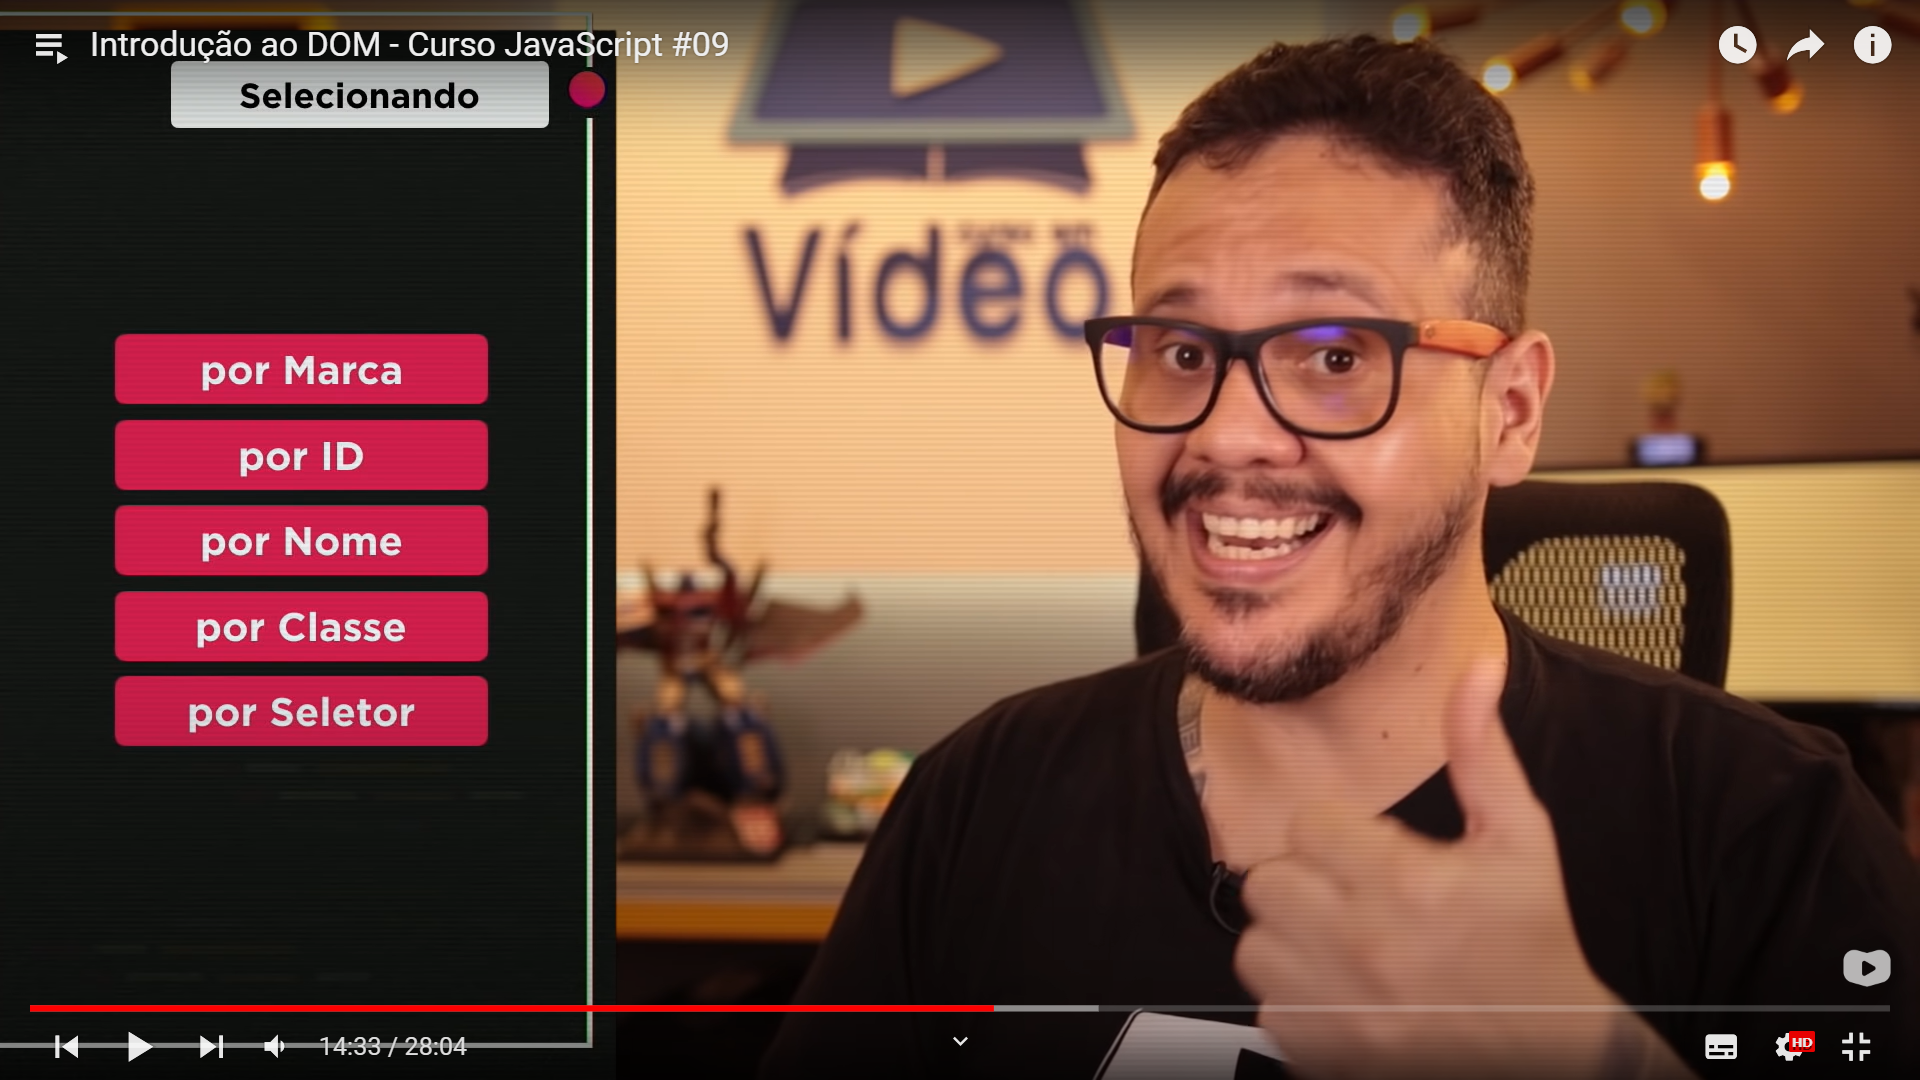 Introdução ao DOM - Curso JavaScript #09
Selecionando
por Marca
por ID
por Nome
por Classe
por Seletor
Vídeo
14:33 / 28:04
HD